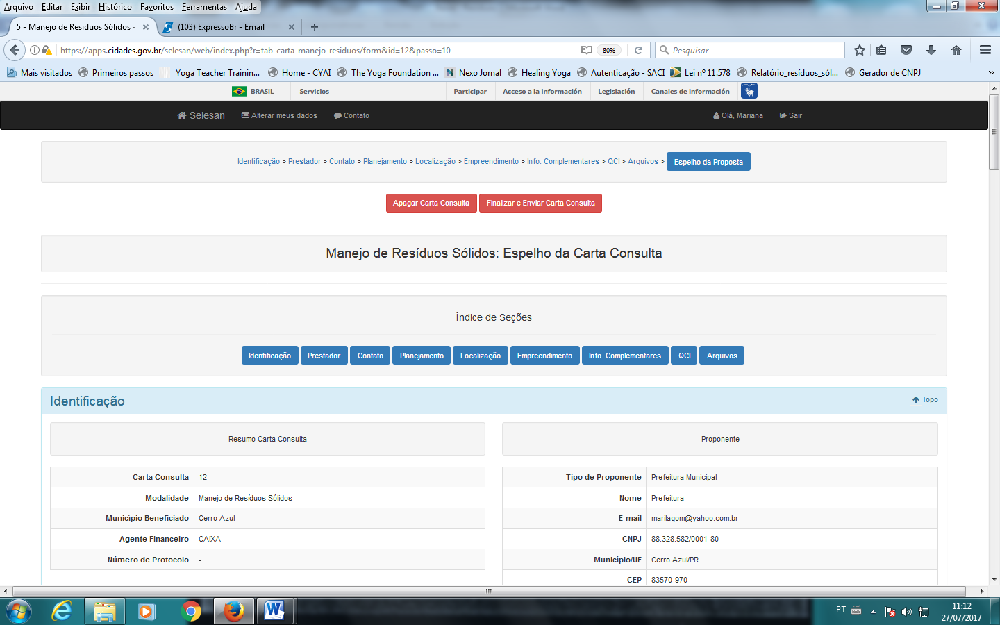 Arquivo Editar Exibir Histórico Favoritos Ferramentas Ajuda
5 - Manejo de Resíduos Sólidos - (103) ExpressoBr - Email
https://apps.cidades.gov.br/selesan/web/index.php?r=tab-carta-manejo-residuos/form&id=12&passo=10 80% Pesquisar
Mais visitados Primeiros passos Yoga Teacher Trainin... Home - CYAI The Yoga Foundation ... Nexo Jornal Healing Yoga Autenticação - SACI Lei nº 11.578 Relatório_resíduos_sól... Gerador de CNPJ »
BRASIL Servicios Participar Acceso a la información Legislación Canales de información
Selesan Alterar meus dados Contato Olá, Mariana Sair
Identificação > Prestador > Contato > Planejamento > Localização > Empreendimento > Info. Complementares > QCI > Arquivos > Espelho da Proposta
Apagar Carta Consulta Finalizar e Enviar Carta Consulta
Manejo de Resíduos Sólidos: Espelho da Carta Consulta
Índice de Seções
Identificação Prestador Contato Planejamento Localização Empreendimento Info. Complementares QCI Arquivos
Identificação Topo
Resumo Carta Consulta
Carta Consulta 12
Modalidade Manejo de Resíduos Sólidos
Município Beneficiado Cerro Azul
Agente Financeiro CAIXA
Número de Protocolo -
Proponente
Tipo de Proponente Prefeitura Municipal
Nome Prefeitura
E-mail marilagom@yahoo.com.br
CNPJ 88.328.582/0001-80
Município/UF Cerro Azul/PR
CEP 83570-970
PT 11:12
27/07/2017